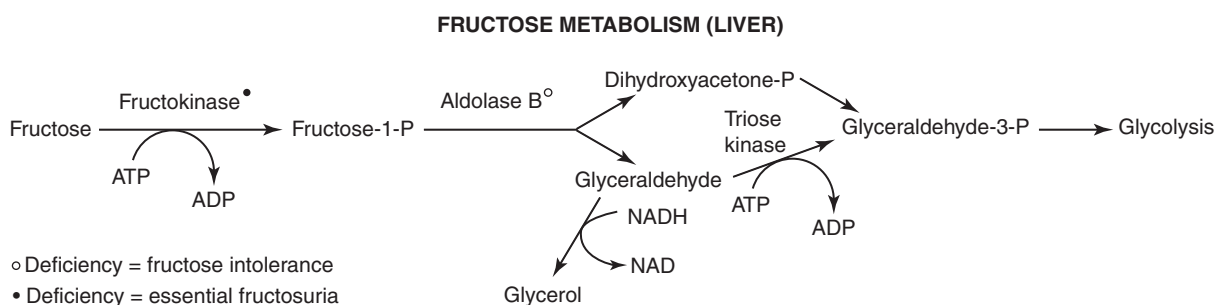 FRUCTOSE METABOLISM (LIVER)
Dihydroxyacetone-P
Fructokinase •
Aldolase B°
Fructose
Fructose-1-P
Triose
kinase
Glyceraldehyde-3-P
Glycolysis
ATP
ADP
Glyceraldehyde
ATP
ADP
NADH
NAD
Glycerol
° Deficiency = fructose intolerance
• Deficiency = essential fructosuria